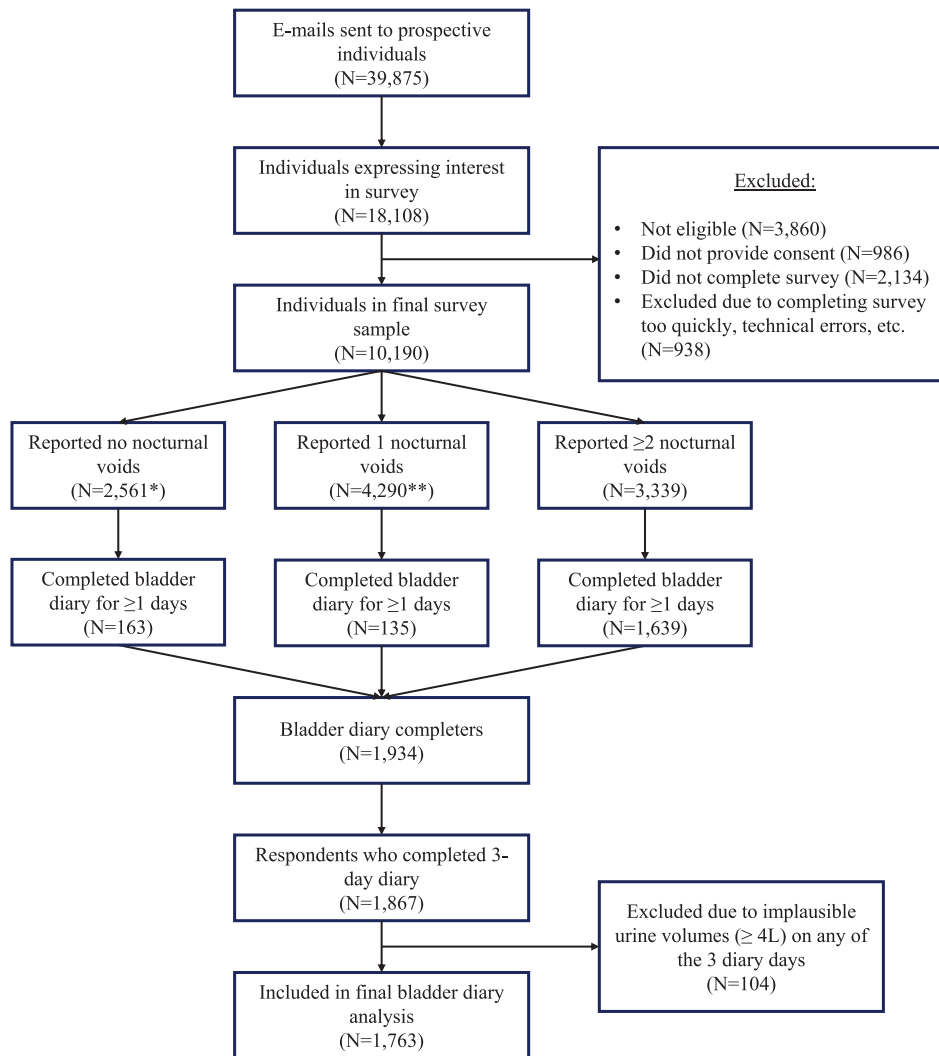 E-mails sent to prospective
individuals
(N=39,875)
Individuals expressing interest
in survey
(N=18,108)
Excluded:
• Not eligible (N=3,860)
• Did not provide consent (N=986)
• Did not complete survey (N=2,134)
• Excluded due to completing survey
too quickly, technical errors, etc.
(N=938)
Individuals in final survey
sample
(N=10,190)
Reported no nocturnal
voids
(N=2,561*)
Reported 1 nocturnal
voids
(N=4,290**)
Reported ≥2 nocturnal
voids
(N=3,339)
Completed bladder
diary for ≥1 days
(N=163)
Completed bladder
diary for ≥1 days
(N=135)
Completed bladder
diary for ≥1 days
(N=1,639)
Bladder diary completers
(N=1,934)
Respondents who completed 3-
day diary
(N=1,867)
Excluded due to implausible
urine volumes (≥ 4L) on any of
the 3 diary days
(N=104)
Included in final bladder diary
analysis
(N=1,763)